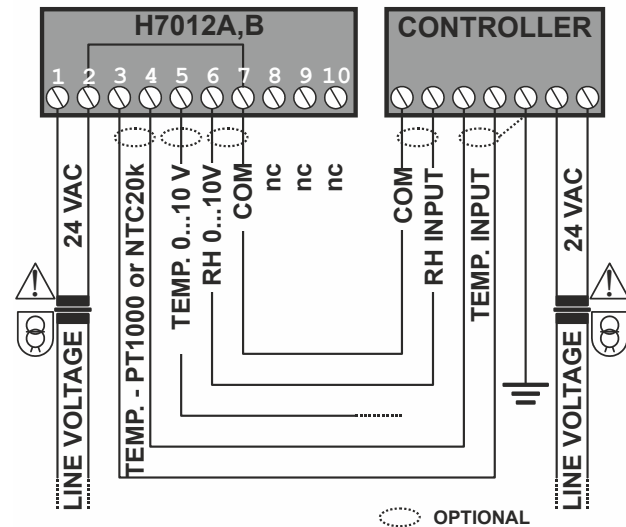 H7012A,B
CONTROLLER
1 2 3 4 5 6 7 8 9 10
24 VAC
TEMP. - PT1000 or NTC20k
TEMP. 0...10 V
RH 0...10V
COM
nc
nc
nc
COM
RH INPUT
TEMP. INPUT
24 VAC
LINE VOLTAGE
LINE VOLTAGE
OPTIONAL